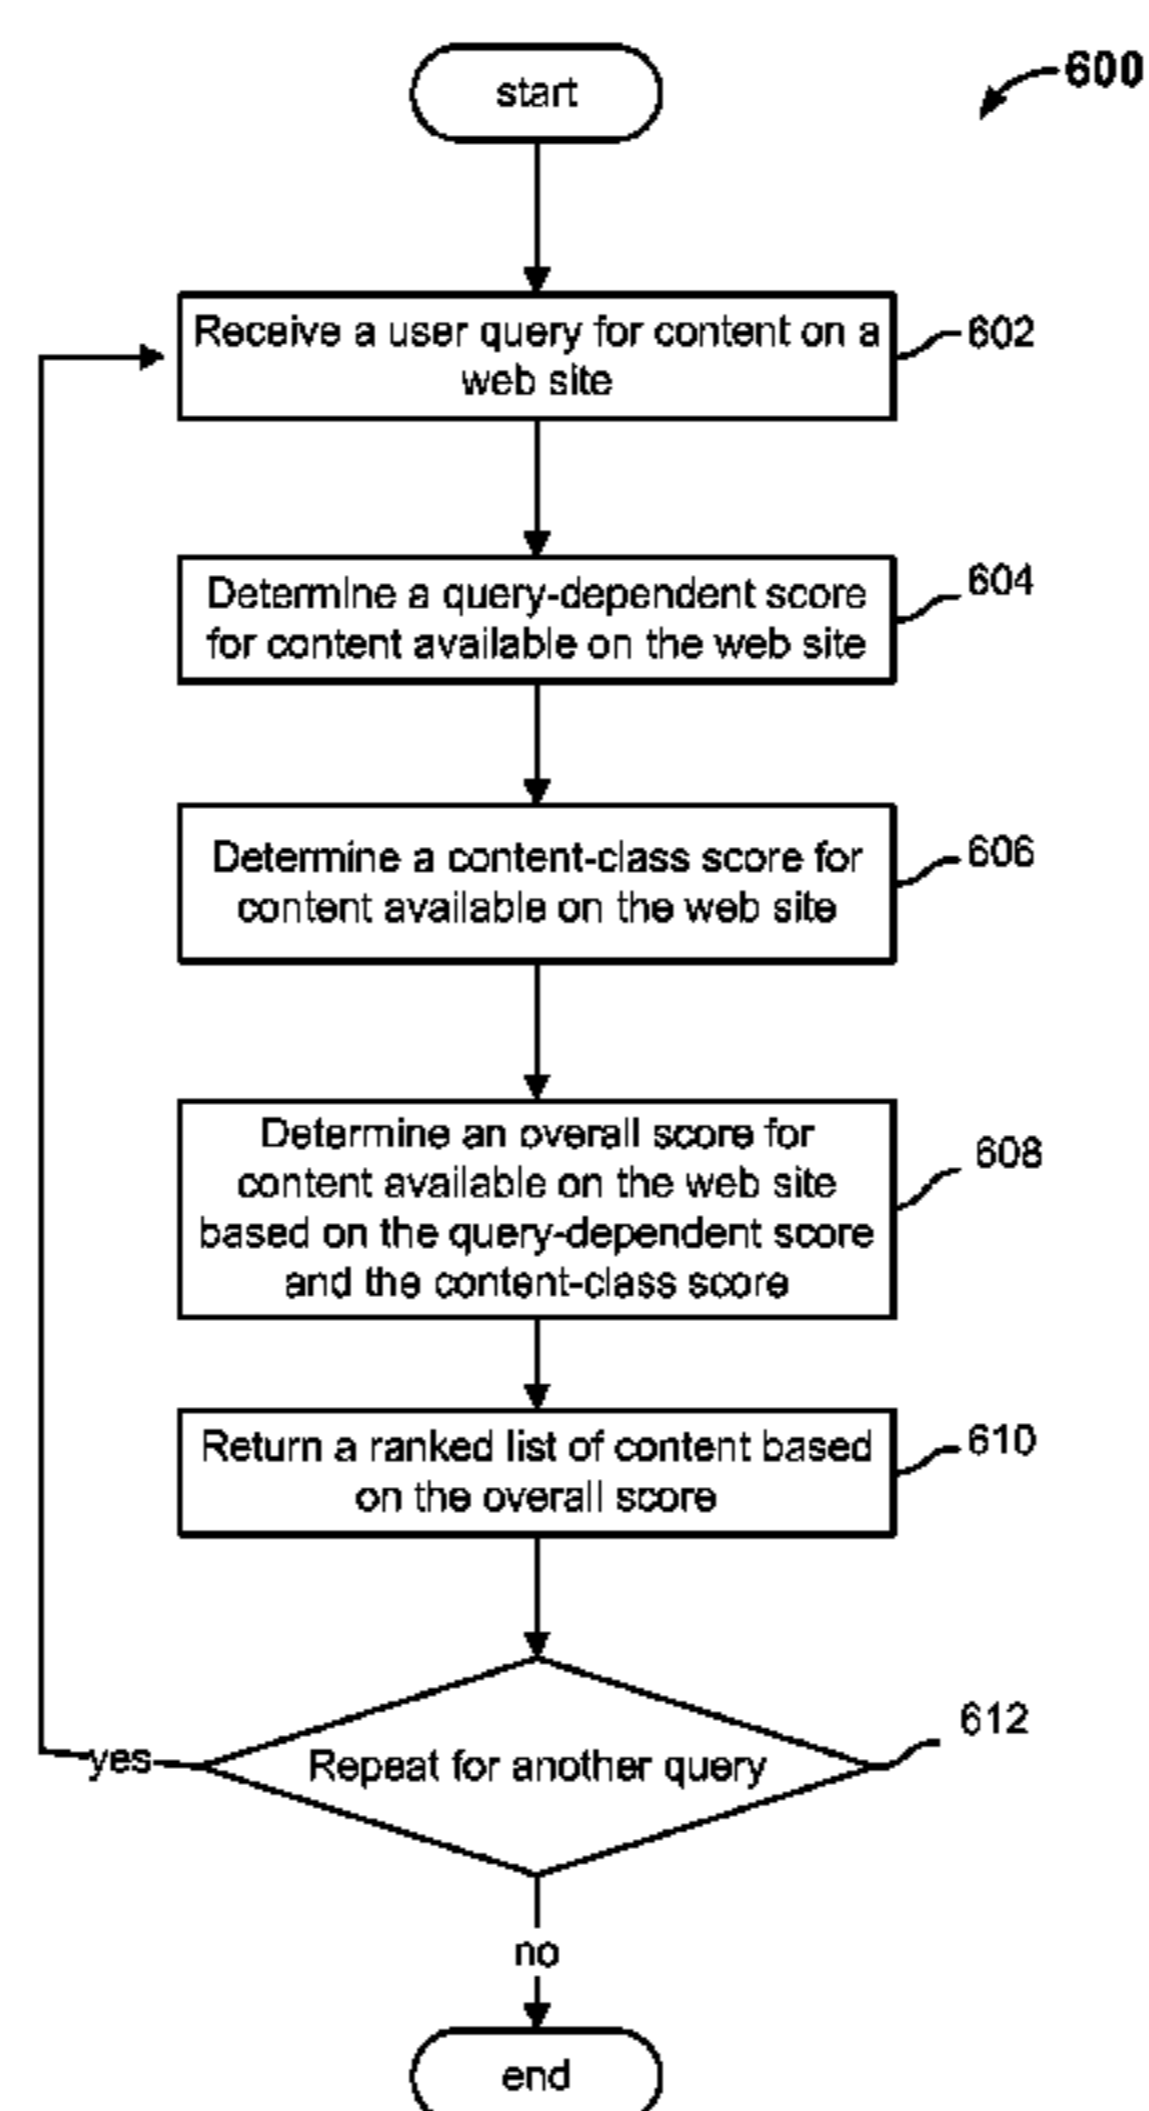 start
600
Receive a user query for content on a
web site
602
Determine a query-dependent score
for content available on the web site
604
Determine a content-class score for
content available on the web site
606
Determine an overall score for
content available on the web site
based on the query-dependent score
and the content-class score
608
Return a ranked list of content based
on the overall score
610
Repeat for another query
612
yes
no
end